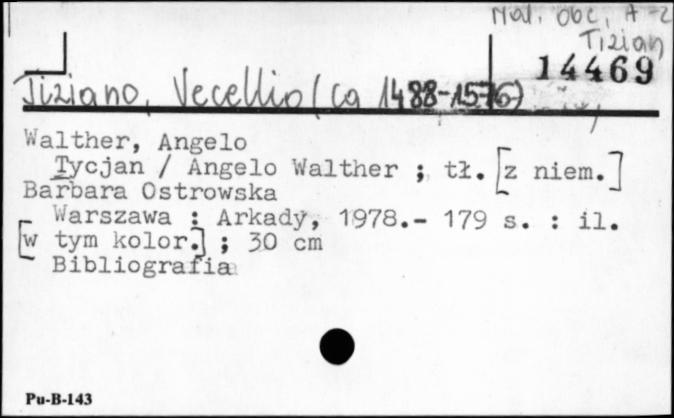 Mal. obc, A-Z
Tizian
14469
Tiziano, Vecellio (ca 1488-1576)
Walther, Angelo
Tycjan / Angelo Walther ; tł. [z niem.]
Barbara Ostrowska
Warszawa : Arkady, 1978.- 179 s. : il.
[w tym kolor.] ; 30 cm
Bibliografia
Pu-B-143